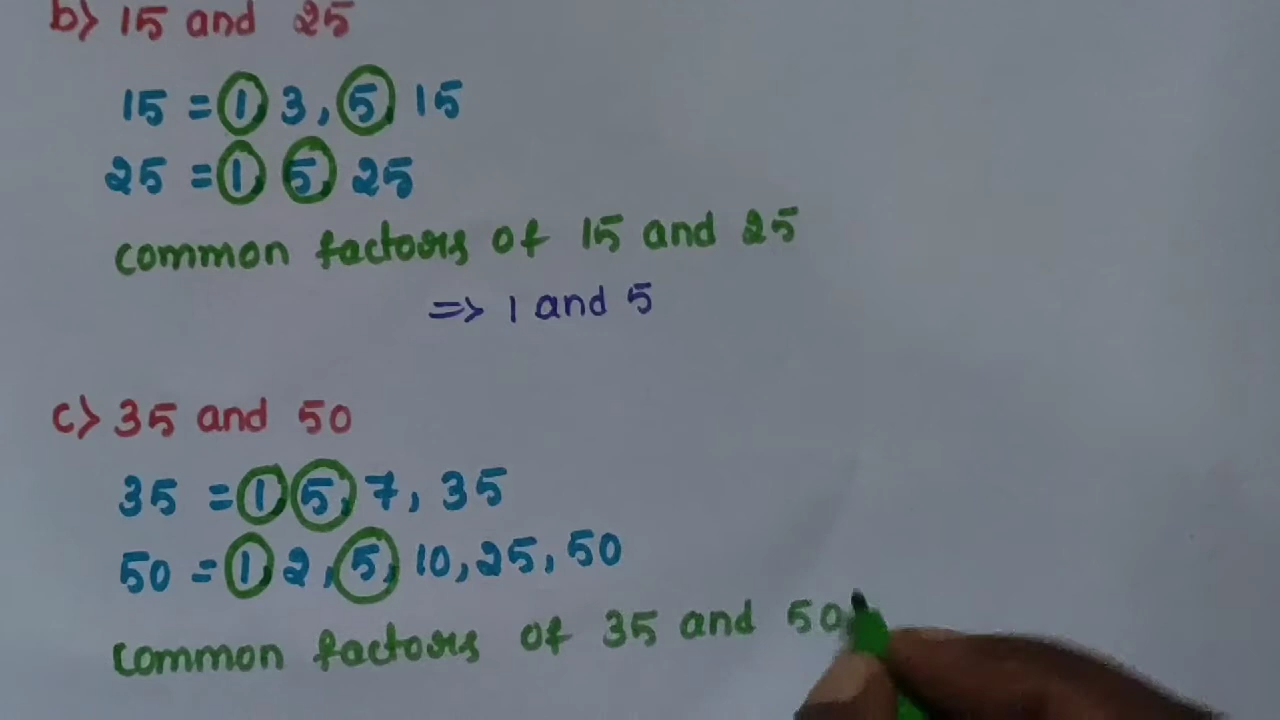 b) 15 and 25
15 = 1, 3, 5, 15
25 = 1, 5, 25
common factors of 15 and 25
=> 1 and 5
c) 35 and 50
35 = 1, 5, 7, 35
50 = 1, 2, 5, 10, 25, 50
common factors of 35 and 50